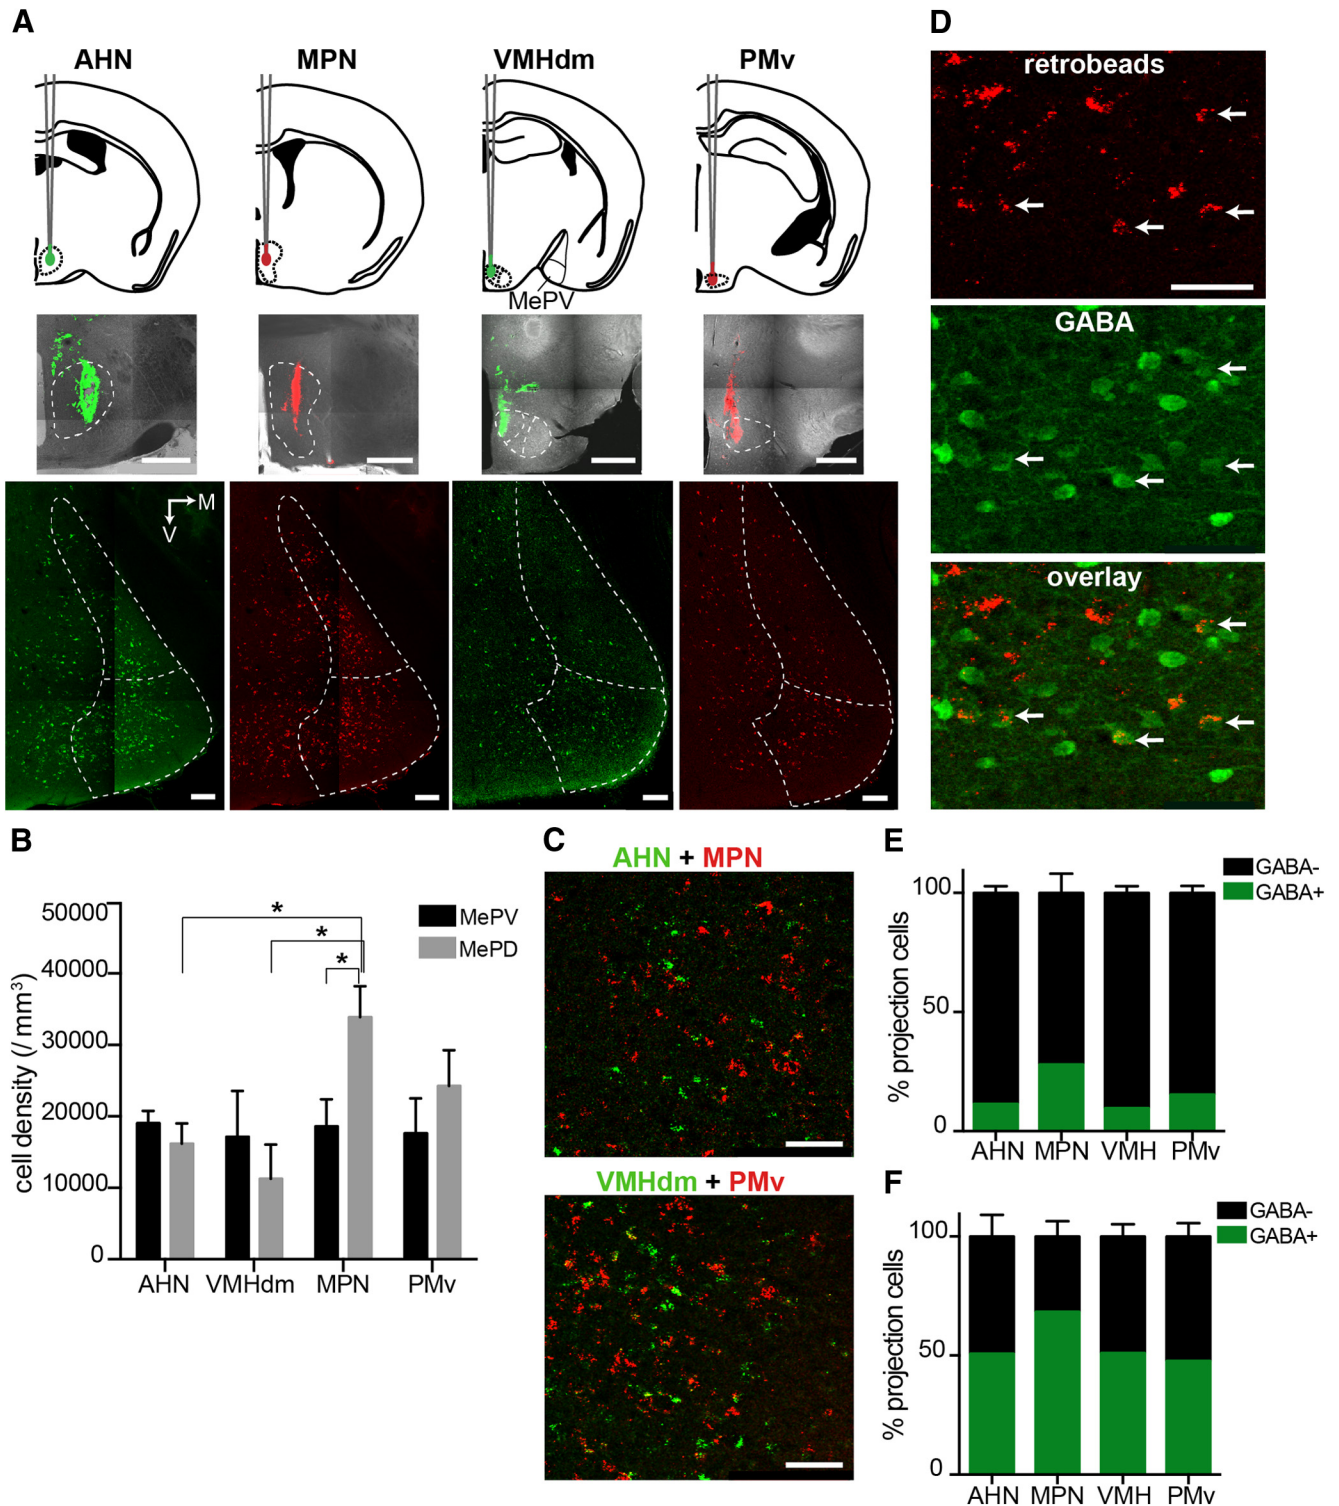 A
AHN
MPN
VMHdm
PMv
MePV
M
V
B
50000
40000
30000
20000
10000
0
cell density (/ mm³)
*
*
*
MePV
MePD
AHN
VMHdm
MPN
PMv
C
AHN + MPN
VMHdm + PMv
D
retrobeads
GABA
overlay
E
100
50
0
% projection cells
GABA-
GABA+
AHN
MPN
VMH
PMv
F
100
50
0
% projection cells
GABA-
GABA+
AHN
MPN
VMH
PMv